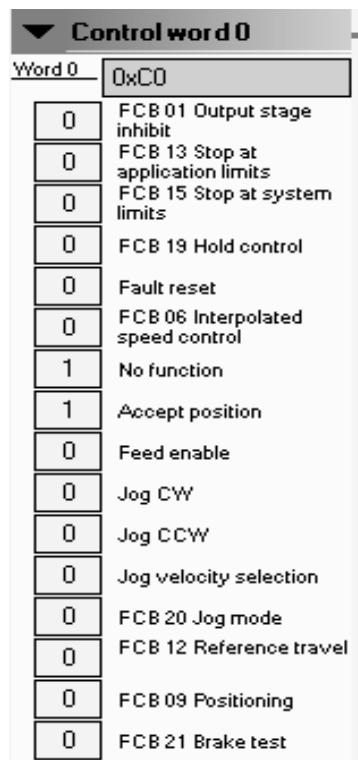 Control word 0
Word 0 0xC0
0 FCB 01 Output stage
inhibit
0 FCB 13 Stop at
application limits
0 FCB 15 Stop at system
limits
0 FCB 19 Hold control
0 Fault reset
0 FCB 06 Interpolated
speed control
1 No function
1 Accept position
0 Feed enable
0 Jog CW
0 Jog CCW
0 Jog velocity selection
0 FCB 20 Jog mode
0 FCB 12 Reference travel
0 FCB 09 Positioning
0 FCB 21 Brake test